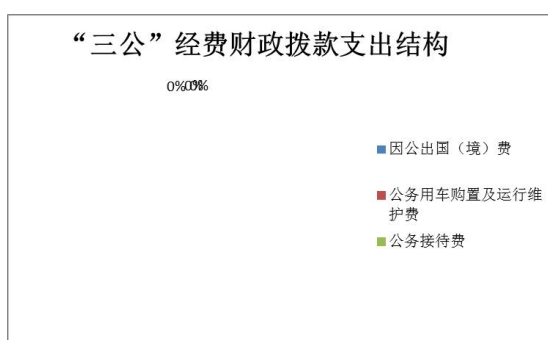 “三公”经费财政拨款支出结构
0%0%0%
因公出国（境）费
公务用车购置及运行维
护费
公务接待费